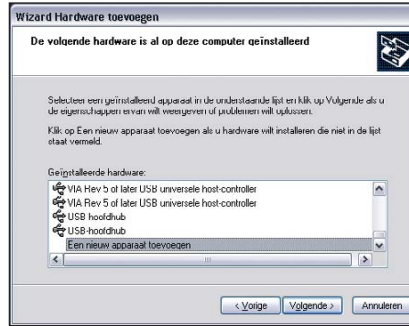 Wizard Hardware toevoegen
De volgende hardware is al op deze computer geïnstalleerd
Selecteer een geïnstalleerd apparaat in de onderstaande lijst en klik op Volgende als u
de eigenschappen ervan wilt weergeven of problemen wilt oplossen.
Klik op Een nieuw apparaat toevoegen als u hardware wilt installeren die niet in de lijst
staat vermeld.
Geïnstalleerde hardware:
VIA Rev 5 of later USB universele host-controller
VIA Rev 5 of later USB universele host-controller
USB-hoofdhub
USB-hoofdhub
Een nieuw apparaat toevoegen
< Vorige
Volgende >
Annuleren